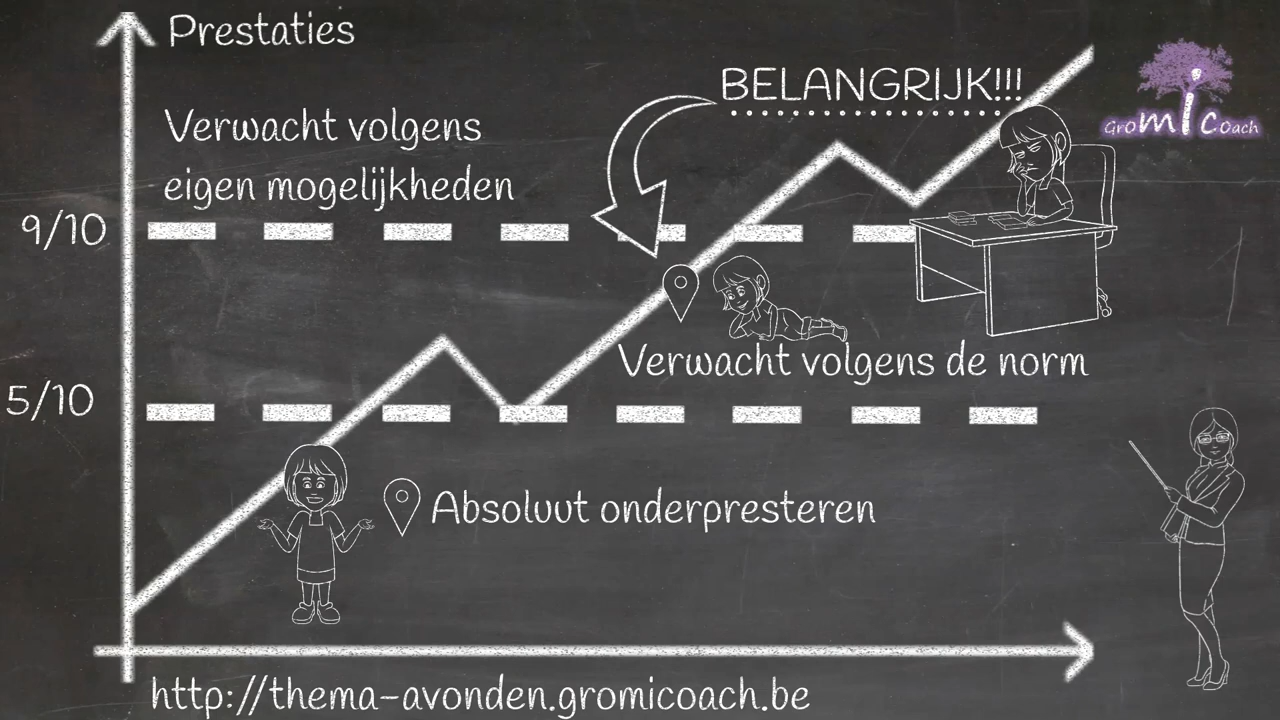 Prestaties
BELANGRIJK!!!
GroMiCoach
Verwacht volgens
eigen mogelijkheden
9/10
Verwacht volgens de norm
5/10
Absoluut onderpresteren
http://thema-avonden.gromicoach.be